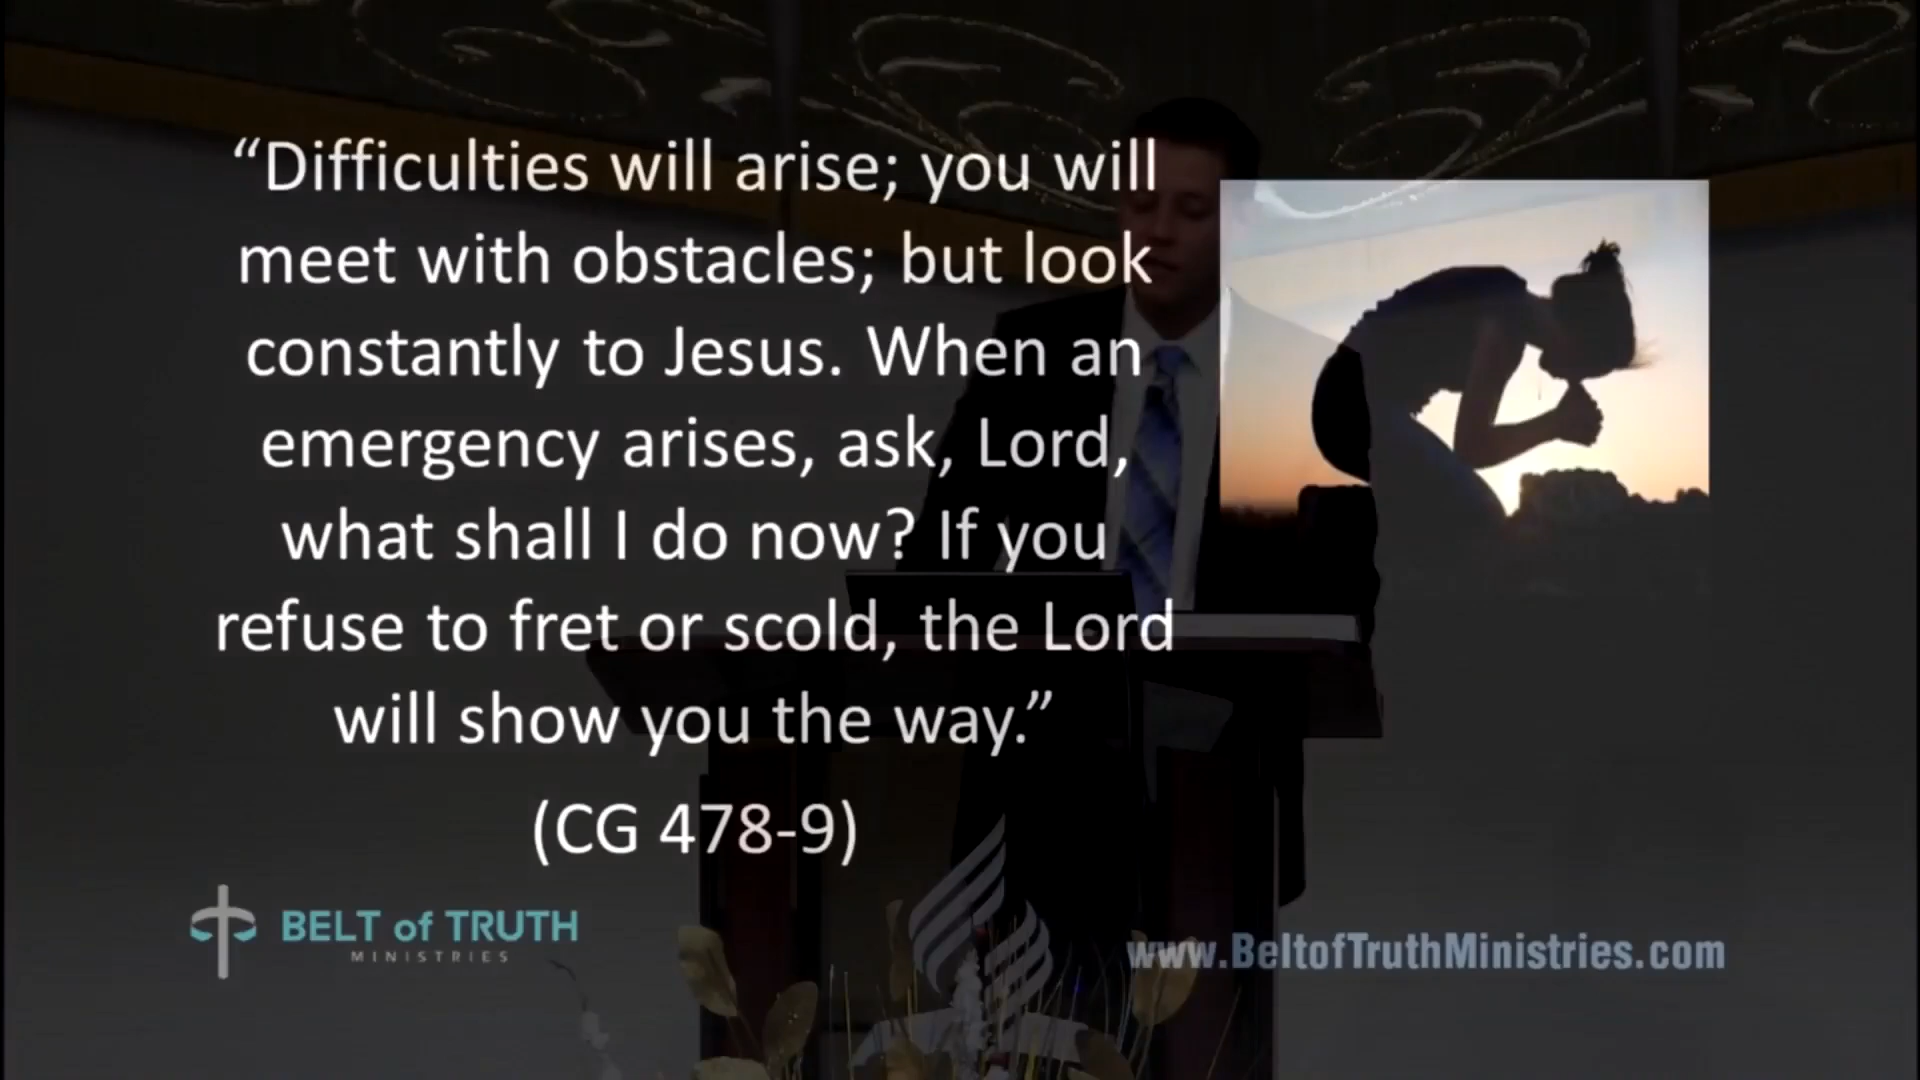 “Difficulties will arise; you will
meet with obstacles; but look
constantly to Jesus. When an
emergency arises, ask, Lord,
what shall I do now? If you
refuse to fret or scold, the Lord
will show you the way.”
(CG 478-9)
BELT of TRUTH
MINISTRIES
www.BeltofTruthMinistries.com